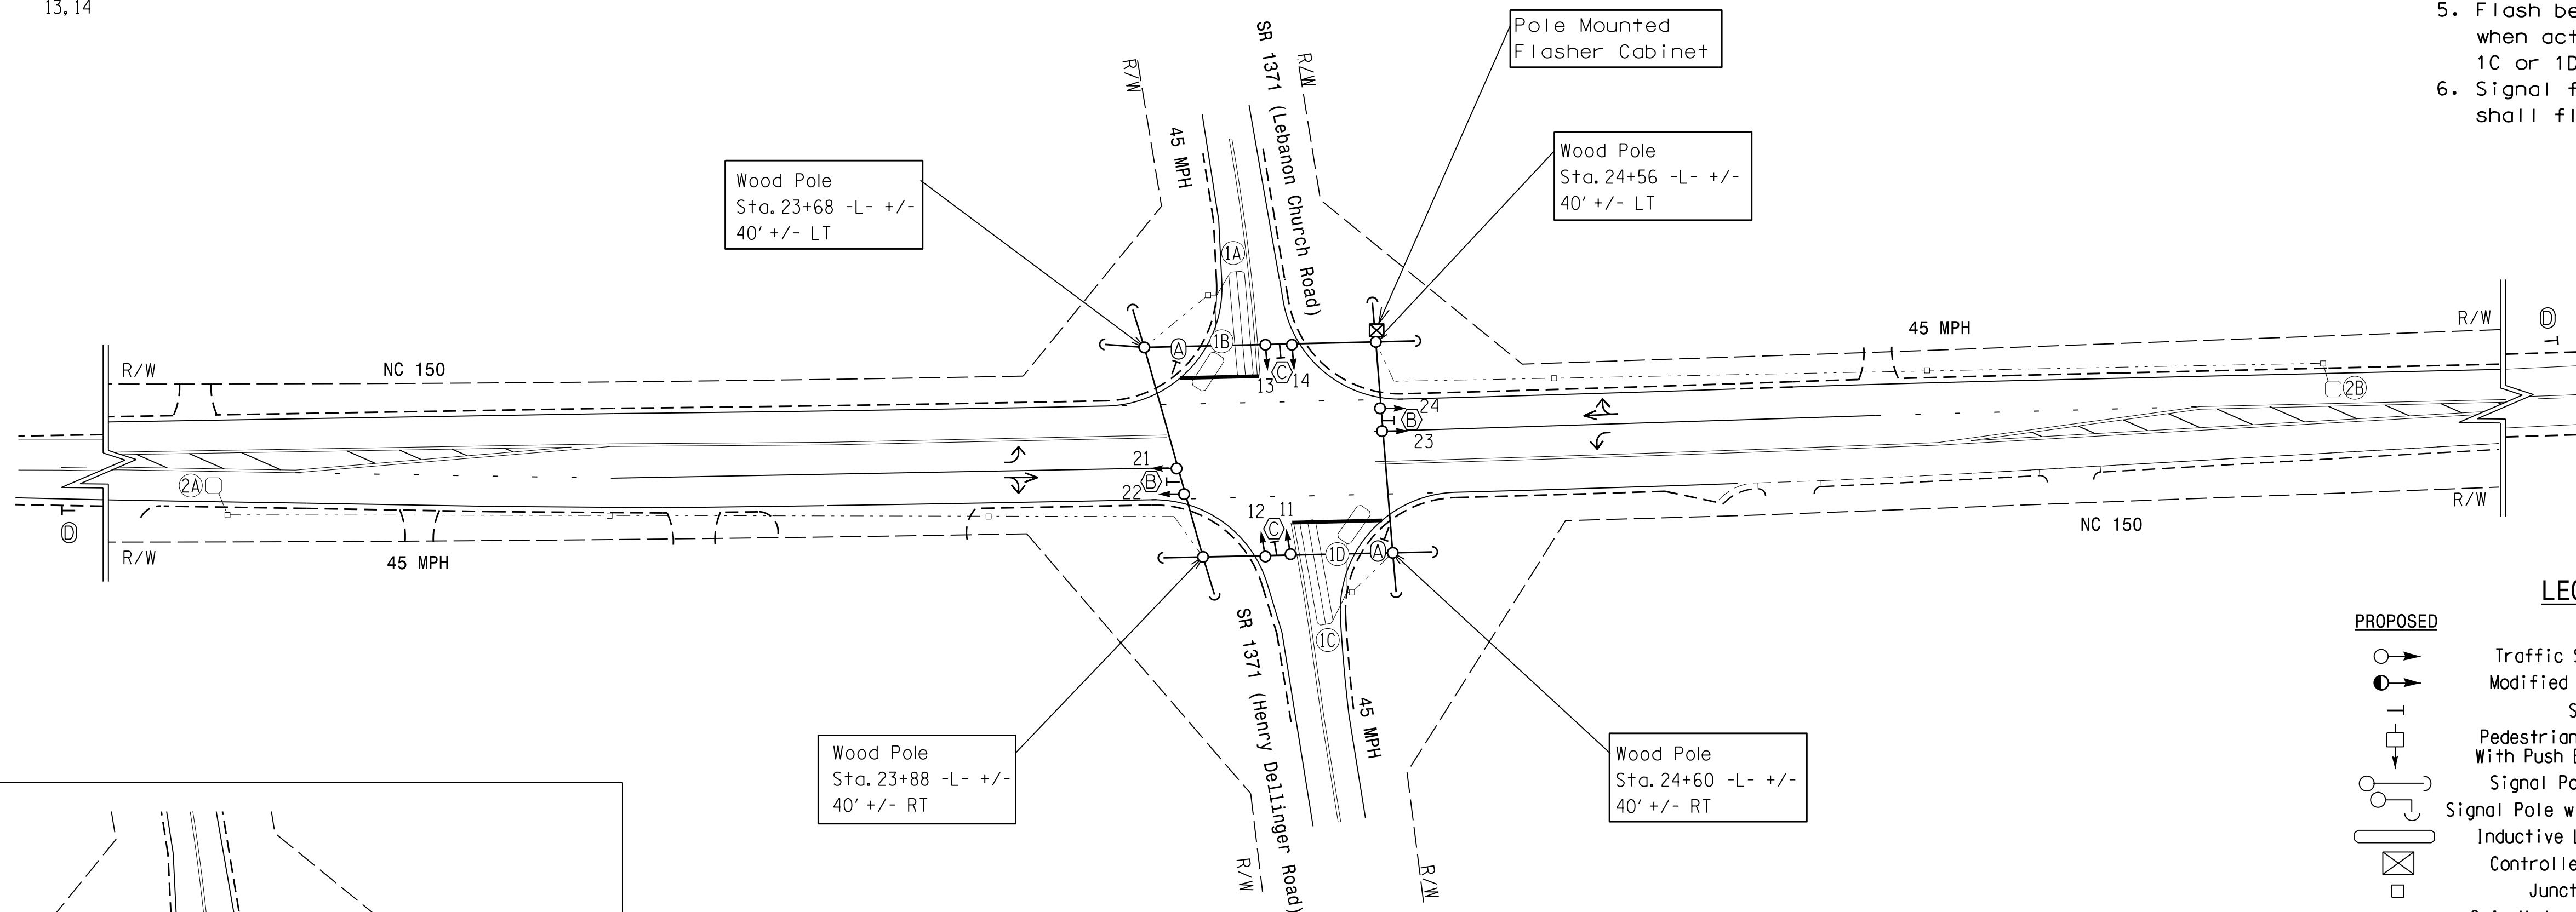 13,14
5. Flash be
when act
1C or 1D
6. Signal f
shall fl
Pole Mounted
Flasher Cabinet
Wood Pole
Sta. 24+56 -L- +/-
40' +/- LT
Wood Pole
Sta. 23+68 -L- +/-
40' +/- LT
R/W
45 MPH
SR 1371 (Lebanon Church Road)
R/W
1A
1B
A
13
C
14
R/W
NC 150
45 MPH
R/W
D
2B
24
B
23
21
B
22
2A
D
R/W
45 MPH
12
11
C
1D
A
1C
R/W
NC 150
SR 1371 (Henry Dellinger Road)
45 MPH
R/W
R/W
Wood Pole
Sta. 23+88 -L- +/-
40' +/- RT
Wood Pole
Sta. 24+60 -L- +/-
40' +/- RT
LEG
PROPOSED
Traffic S
Modified
S
Pedestrian
With Push B
Signal Po
Signal Pole w
Inductive L
Controlle
Junct